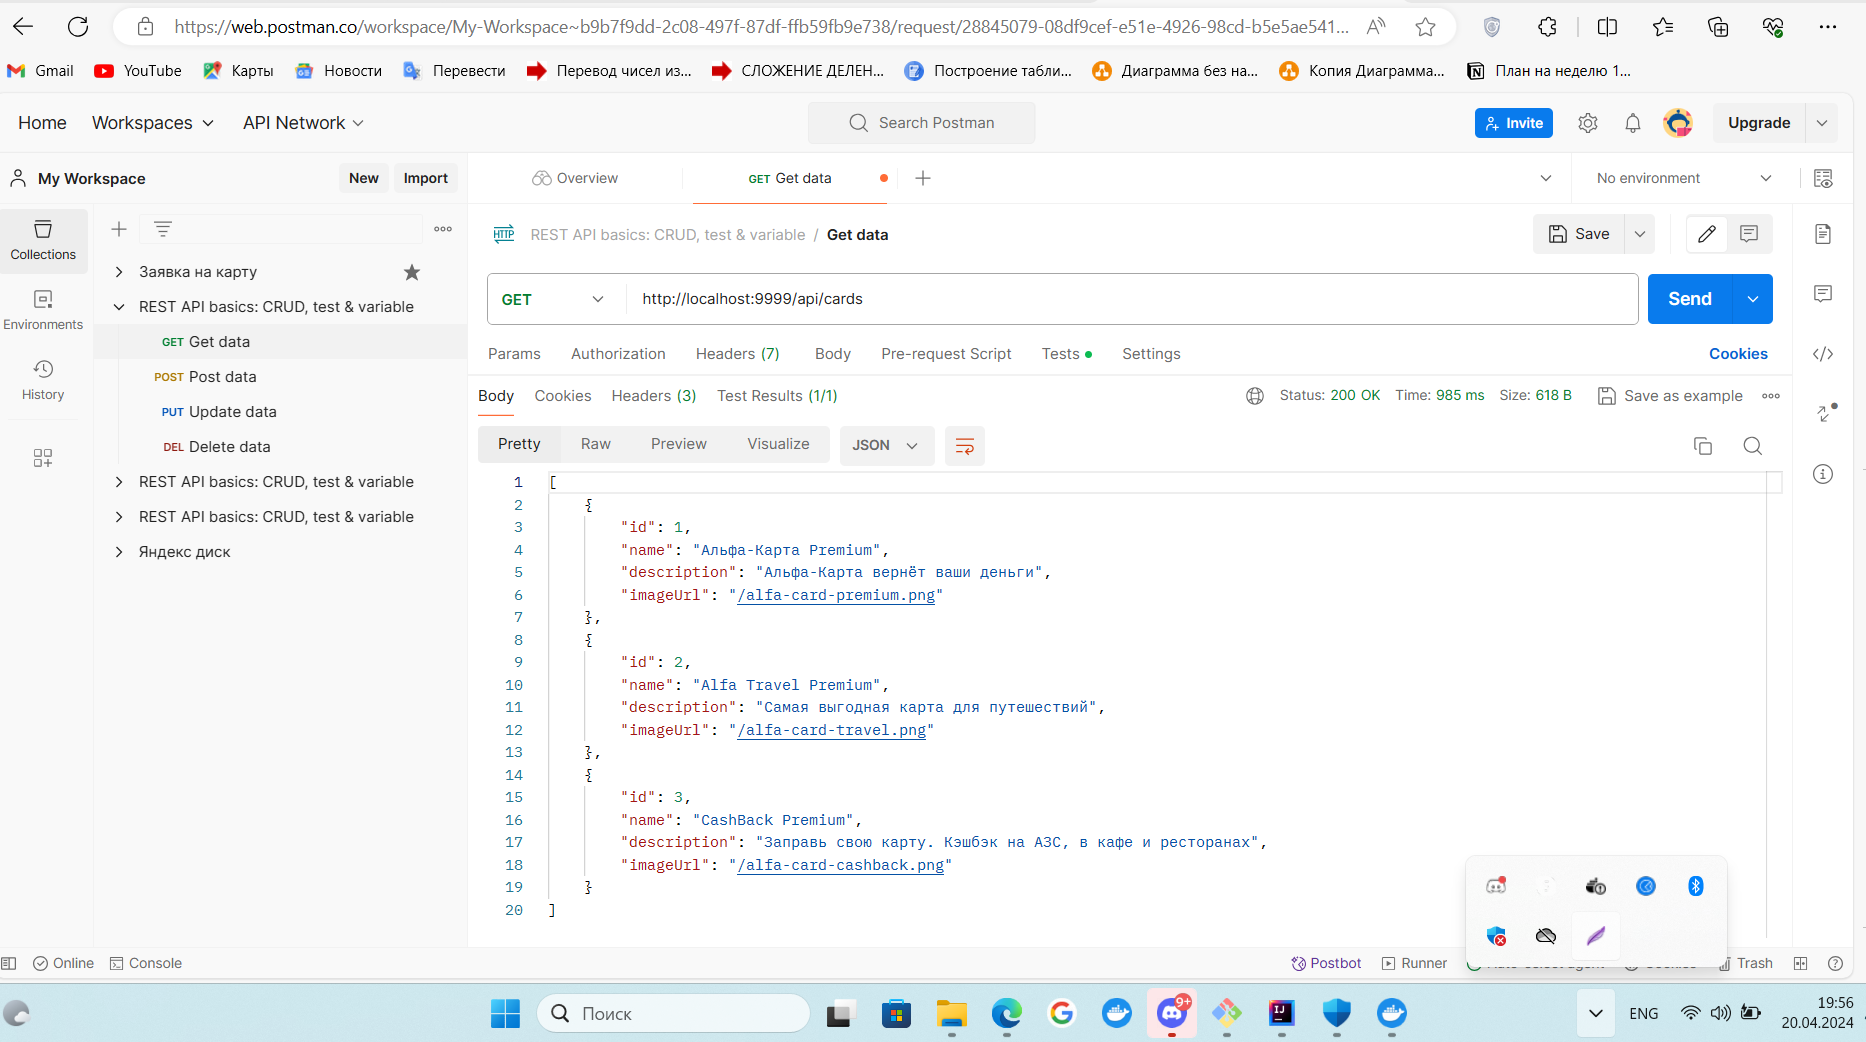 https://web.postman.co/workspace/My-Workspace~b9b7f9dd-2c08-497f-87df-ffb59fb9e738/request/28845079-08df9cef-e51e-4926-98cd-b5e5ae541...
Gmail YouTube Карты Новости Перевести Перевод чисел из... СЛОЖЕНИЕ ДЕЛЕН... Построение табли... Диаграмма без на... Копия Диаграмма... План на неделю 1...
Home Workspaces API Network Search Postman Invite Upgrade
My Workspace New Import Overview GET Get data No environment
Collections
Environments
History
Заявка на карту
REST API basics: CRUD, test & variable
GET Get data
POST Post data
PUT Update data
DEL Delete data
REST API basics: CRUD, test & variable
REST API basics: CRUD, test & variable
Яндекс диск
HTTP REST API basics: CRUD, test & variable / Get data Save
GET http://localhost:9999/api/cards Send
Params Authorization Headers (7) Body Pre-request Script Tests Settings Cookies
Body Cookies Headers (3) Test Results (1/1) Status: 200 OK Time: 985 ms Size: 618 B Save as example
Pretty Raw Preview Visualize JSON
1 [
2 {
3 "id": 1,
4 "name": "Альфа-Карта Premium",
5 "description": "Альфа-Карта вернёт ваши деньги",
6 "imageUrl": "/alfa-card-premium.png"
7 },
8 {
9 "id": 2,
10 "name": "Alfa Travel Premium",
11 "description": "Самая выгодная карта для путешествий",
12 "imageUrl": "/alfa-card-travel.png"
13 },
14 {
15 "id": 3,
16 "name": "CashBack Premium",
17 "description": "Заправь свою карту. Кэшбэк на АЗС, в кафе и ресторанах",
18 "imageUrl": "/alfa-card-cashback.png"
19 }
20 ]
Online Console Postbot Runner Trash
Поиск 9+ ENG 19:56
20.04.2024